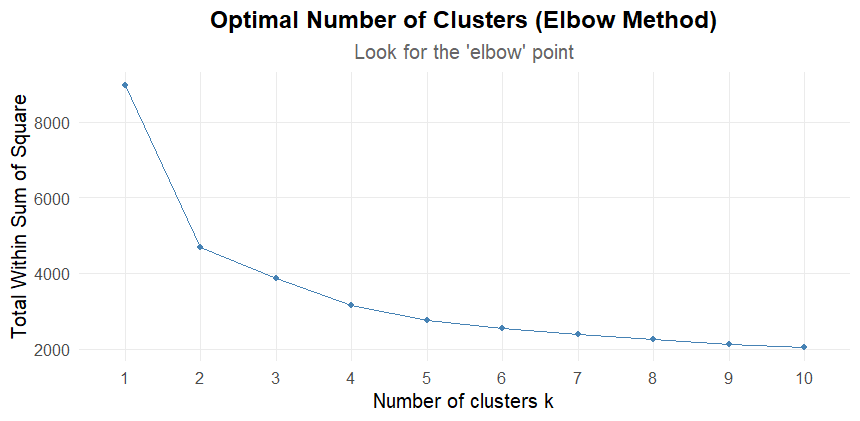 Optimal Number of Clusters (Elbow Method)
Look for the 'elbow' point
Total Within Sum of Square
8000
6000
4000
2000
1 2 3 4 5 6 7 8 9 10
Number of clusters k